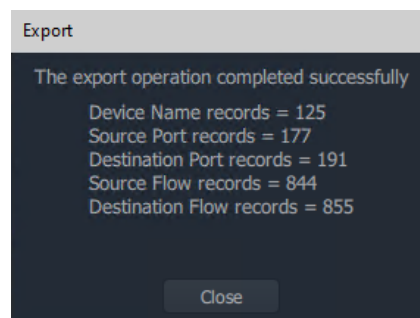 Export
The export operation completed successfully
Device Name records = 125
Source Port records = 177
Destination Port records = 191
Source Flow records = 844
Destination Flow records = 855
Close